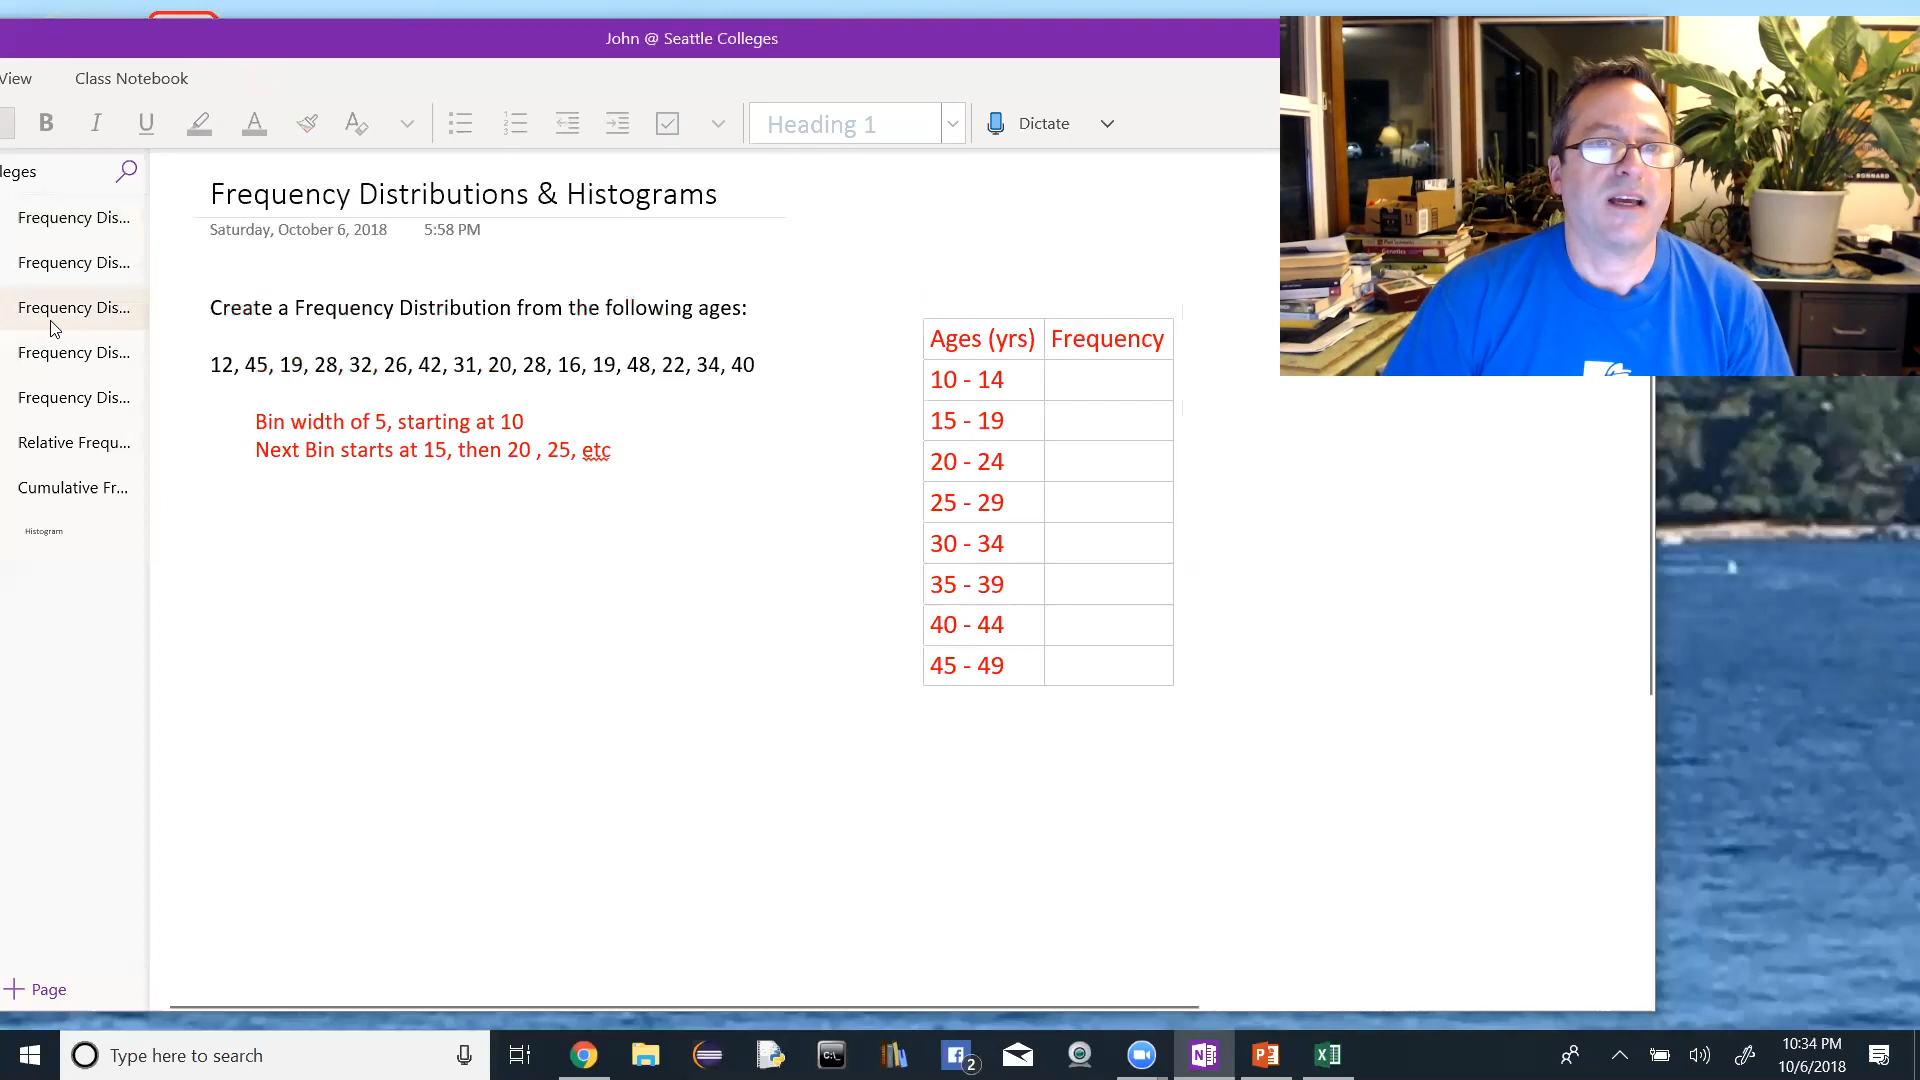 John @ Seattle Colleges
View
Class Notebook
B I U A A
Heading 1
Dictate
leges
Frequency Dis...
Frequency Dis...
Frequency Dis...
Frequency Dis...
Frequency Dis...
Relative Frequ...
Cumulative Fr...
Histogram
Page
Frequency Distributions & Histograms
Saturday, October 6, 2018 5:58 PM
Create a Frequency Distribution from the following ages:
12, 45, 19, 28, 32, 26, 42, 31, 20, 28, 16, 19, 48, 22, 34, 40
Bin width of 5, starting at 10
Next Bin starts at 15, then 20 , 25, etc
Ages (yrs) Frequency
10 - 14
15 - 19
20 - 24
25 - 29
30 - 34
35 - 39
40 - 44
45 - 49
Genetics
BONNARD
Type here to search
C:\
2
N
P
X
10:34 PM
10/6/2018